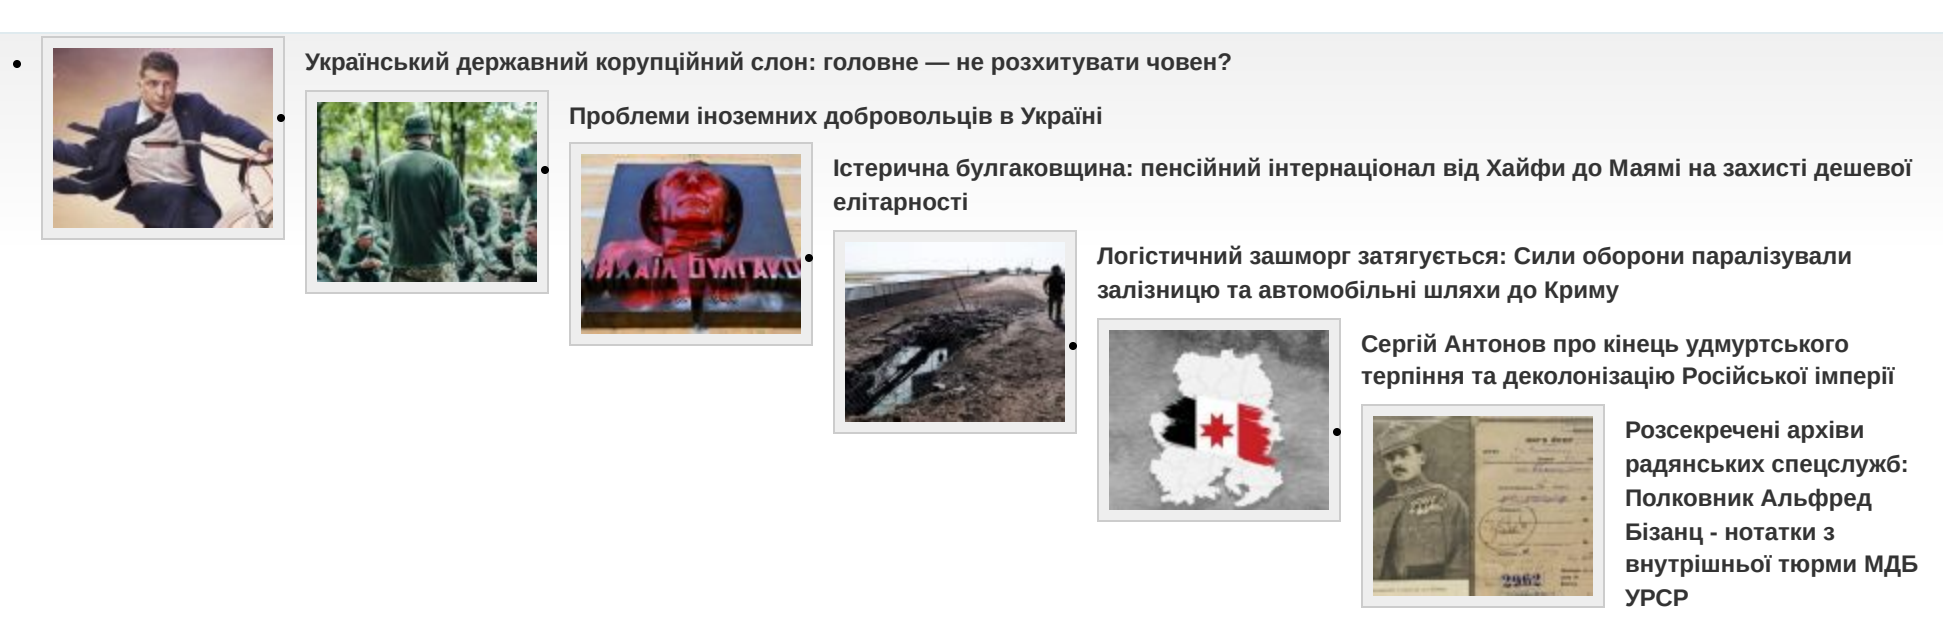 Український державний корупційний слон: головне — не розхитувати човен?
Проблеми іноземних добровольців в Україні
Істерична булгаковщина: пенсійний інтернаціонал від Хайфи до Маямі на захисті дешевої
елітарності
Логістичний зашморг затягується: Сили оборони паралізували
залізницю та автомобільні шляхи до Криму
Сергій Антонов про кінець удмуртського
терпіння та деколонізацію Російської імперії
Розсекречені архіви
радянських спецслужб:
Полковник Альфред
Бізанц - нотатки з
внутрішньої тюрми МДБ
УРСР
2962